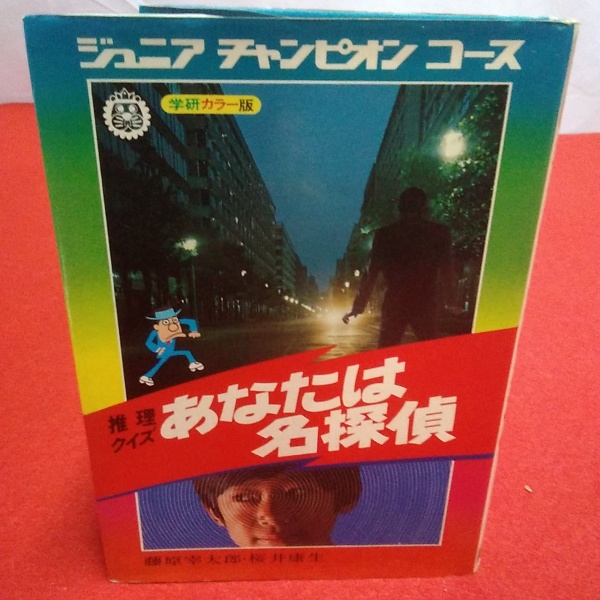 ジュニア チャンピオン コース
学研カラー版
推理
クイズ
あなたは
名探偵
藤原宰太郎・桜井康生